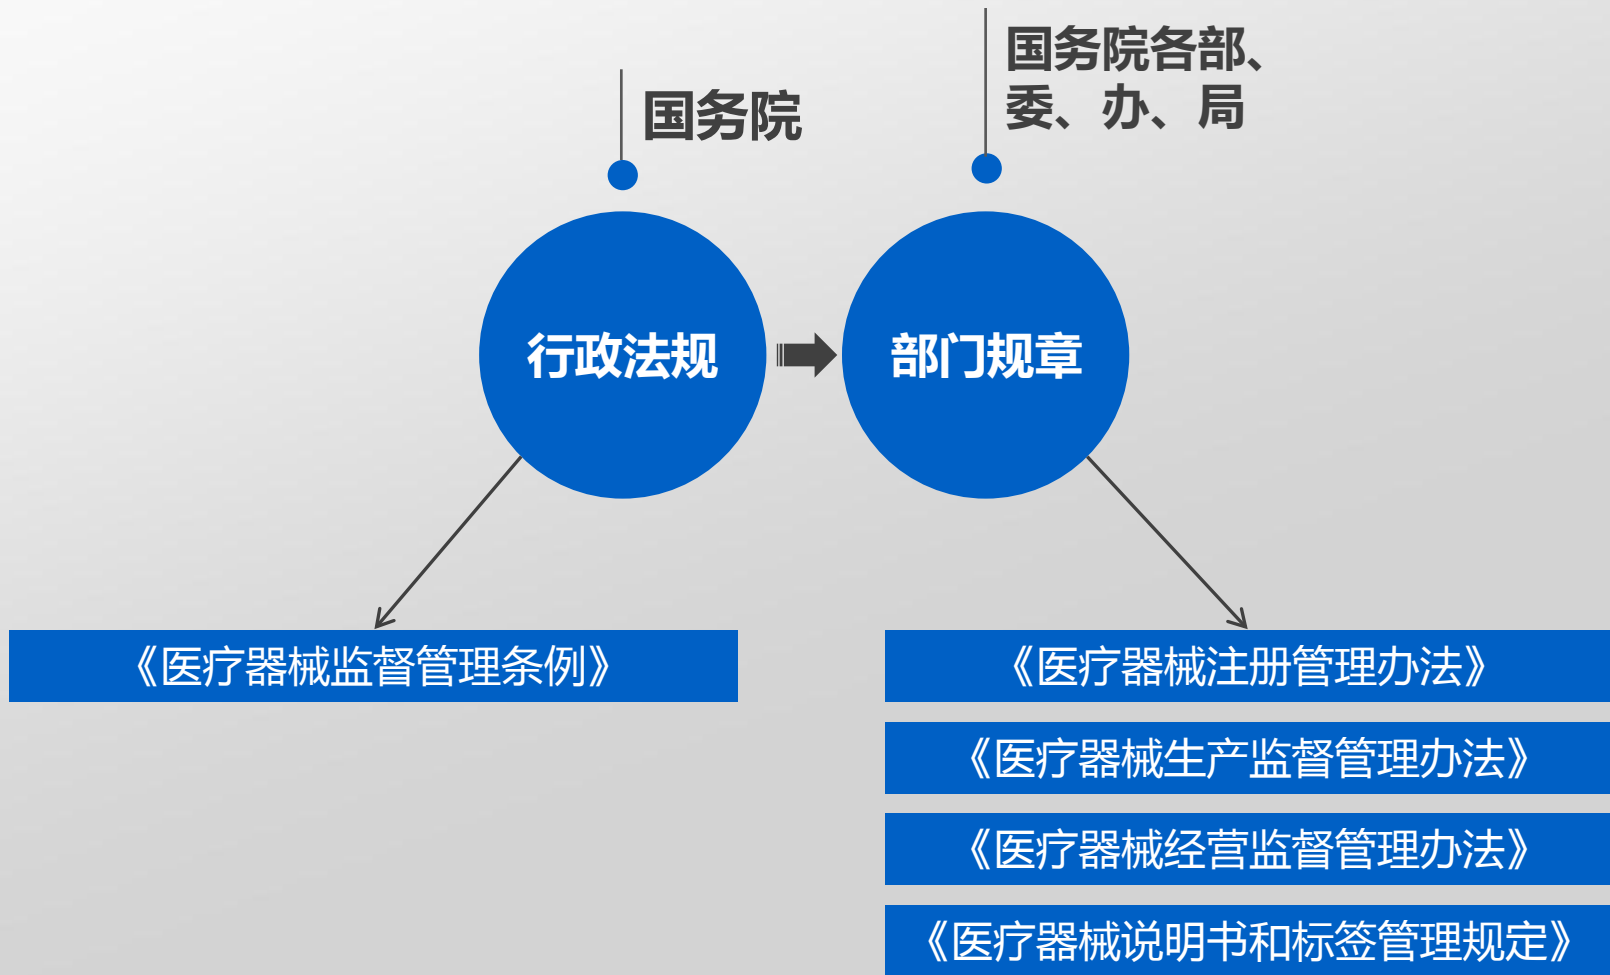 国务院
国务院各部、
委、办、局
行政法规
部门规章
《医疗器械监督管理条例》
《医疗器械注册管理办法》
《医疗器械生产监督管理办法》
《医疗器械经营监督管理办法》
《医疗器械说明书和标签管理规定》